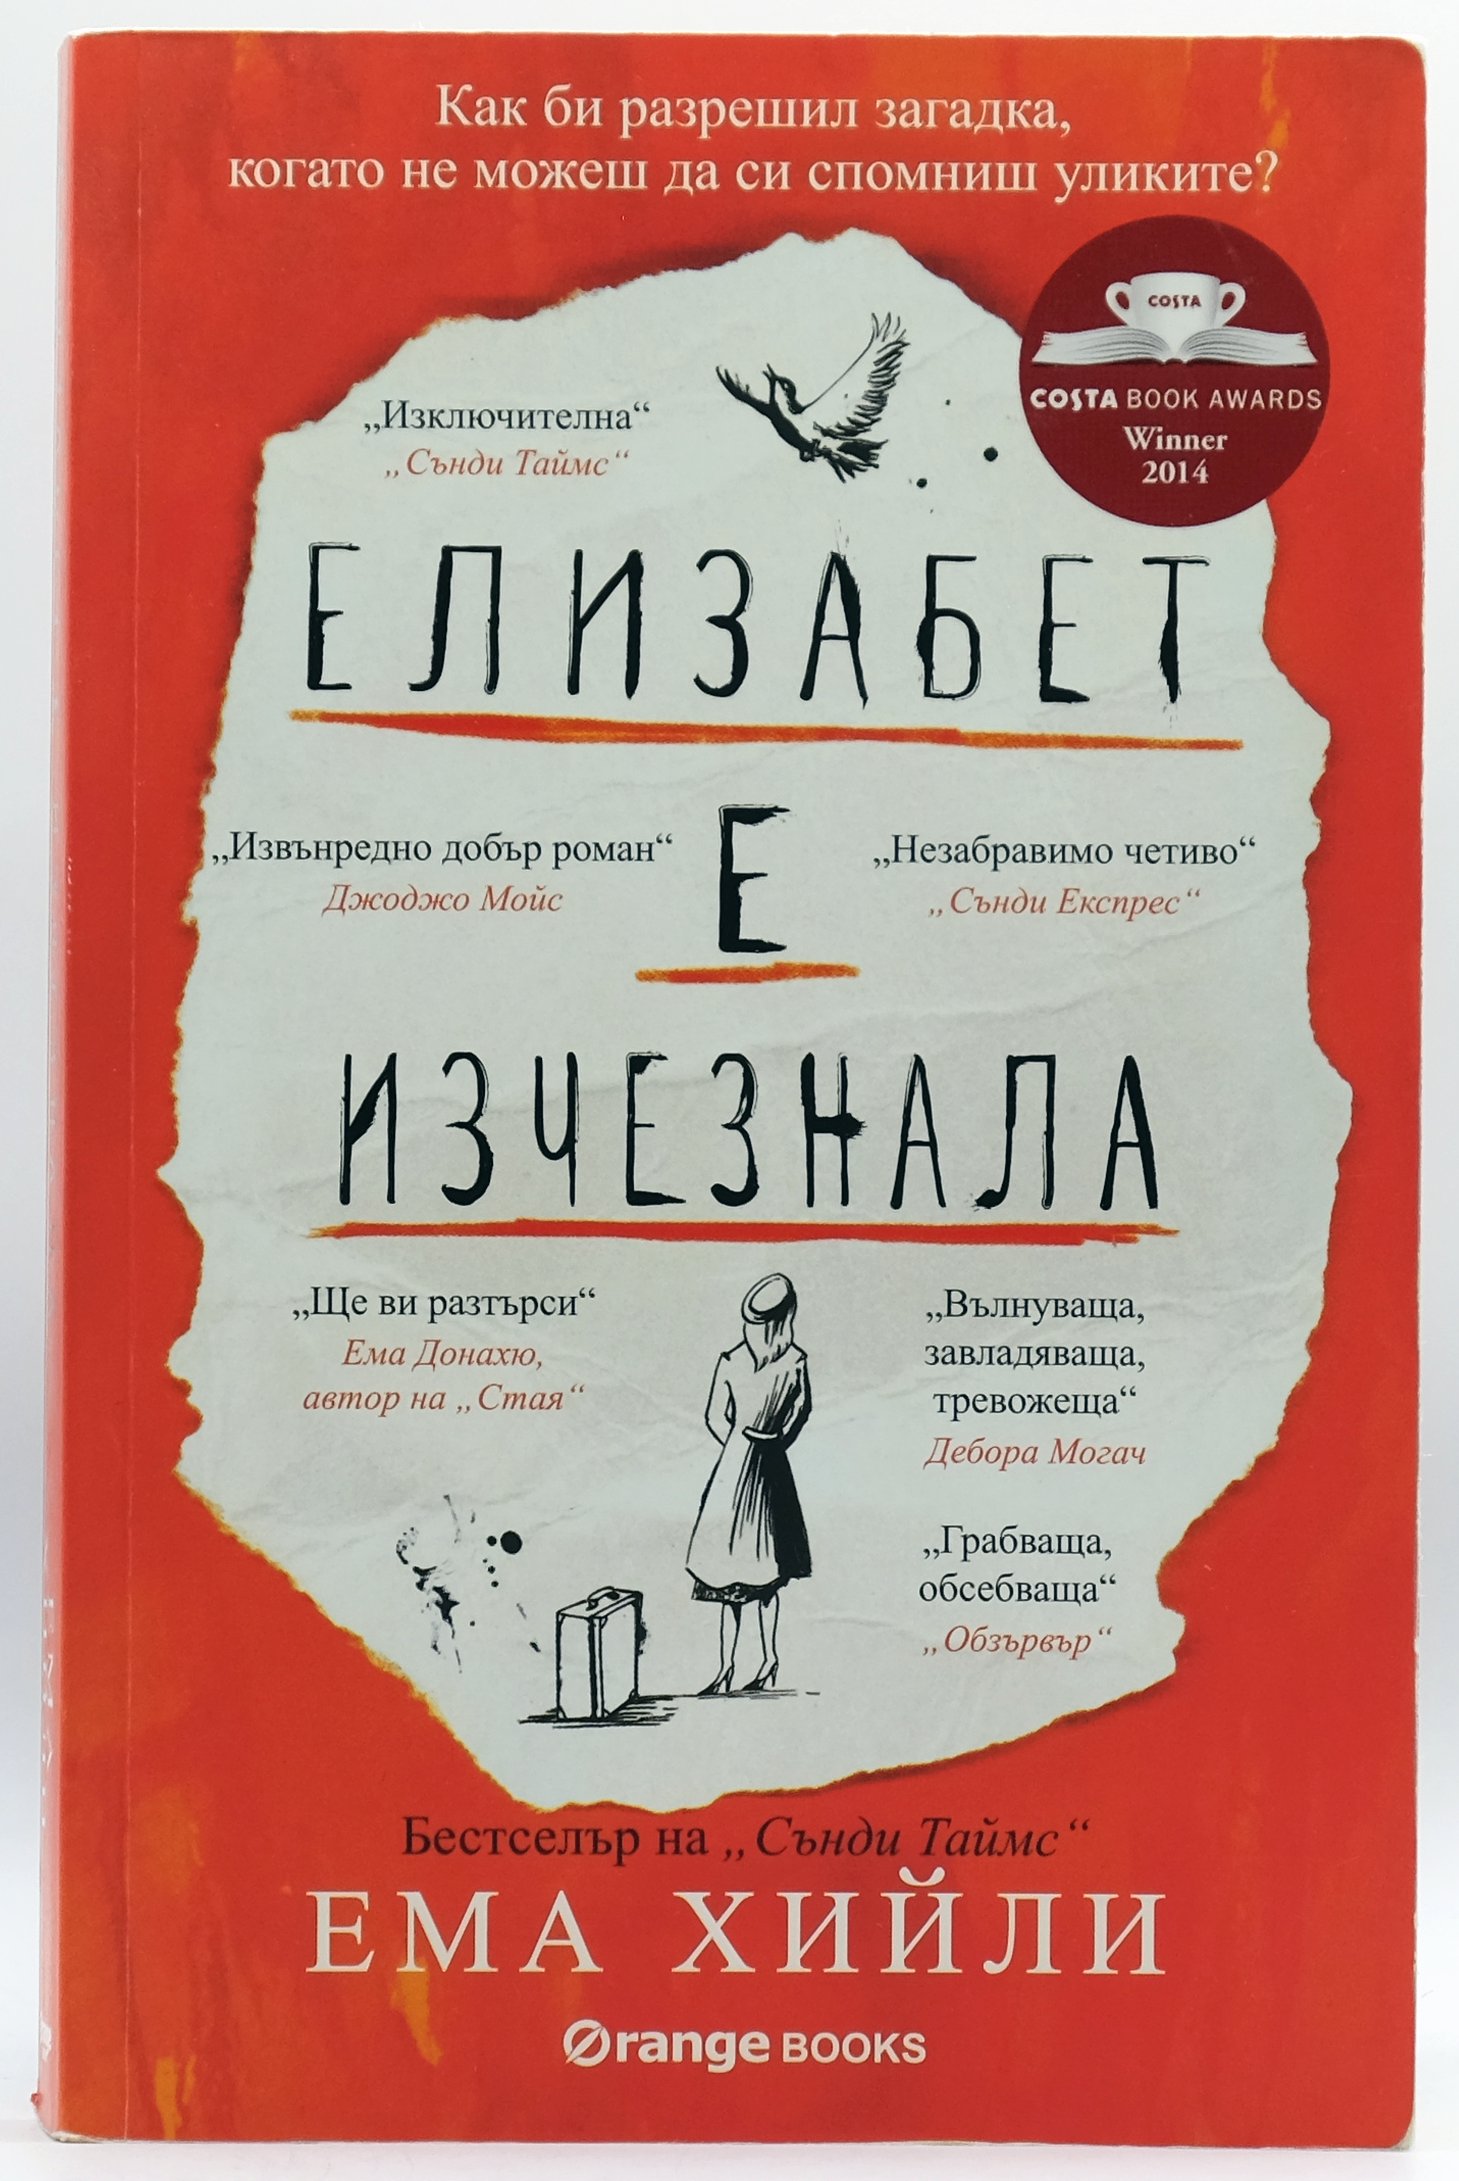 Как би разрешил загадка,
когато не можеш да си спомниш уликите?
COSTA
COSTA BOOK AWARDS
Winner
2014
„Изключителна“
„Сънди Таймс“
ЕЛИЗАБЕТ
„Извънредно добър роман“
Джоджо Мойс
Е
„Незабравимо четиво“
„Сънди Експрес“
ИЗЧЕЗНАЛА
„Ще ви разтърси“
Ема Донахю,
автор на „Стая“
„Вълнуваща,
завладяваща,
тревожеща“
Дебора Могач
„Грабваща,
обсебваща“
„Обзървър“
Бестселър на „Сънди Таймс“
ЕМА ХИЙЛИ
Orange BOOKS